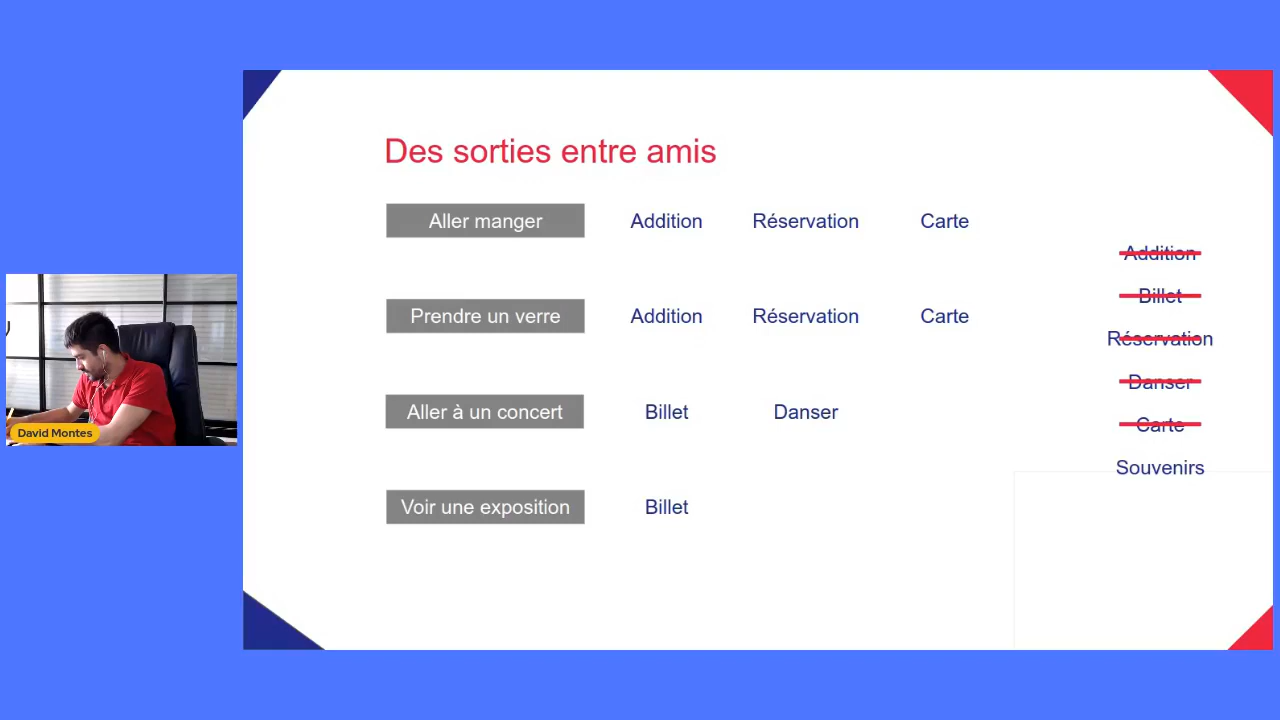 Des sorties entre amis
Aller manger Addition Réservation Carte
Prendre un verre Addition Réservation Carte
Aller à un concert Billet Danser
Voir une exposition Billet
Addition
Billet
Réservation
Danser
Carte
Souvenirs
David Montes